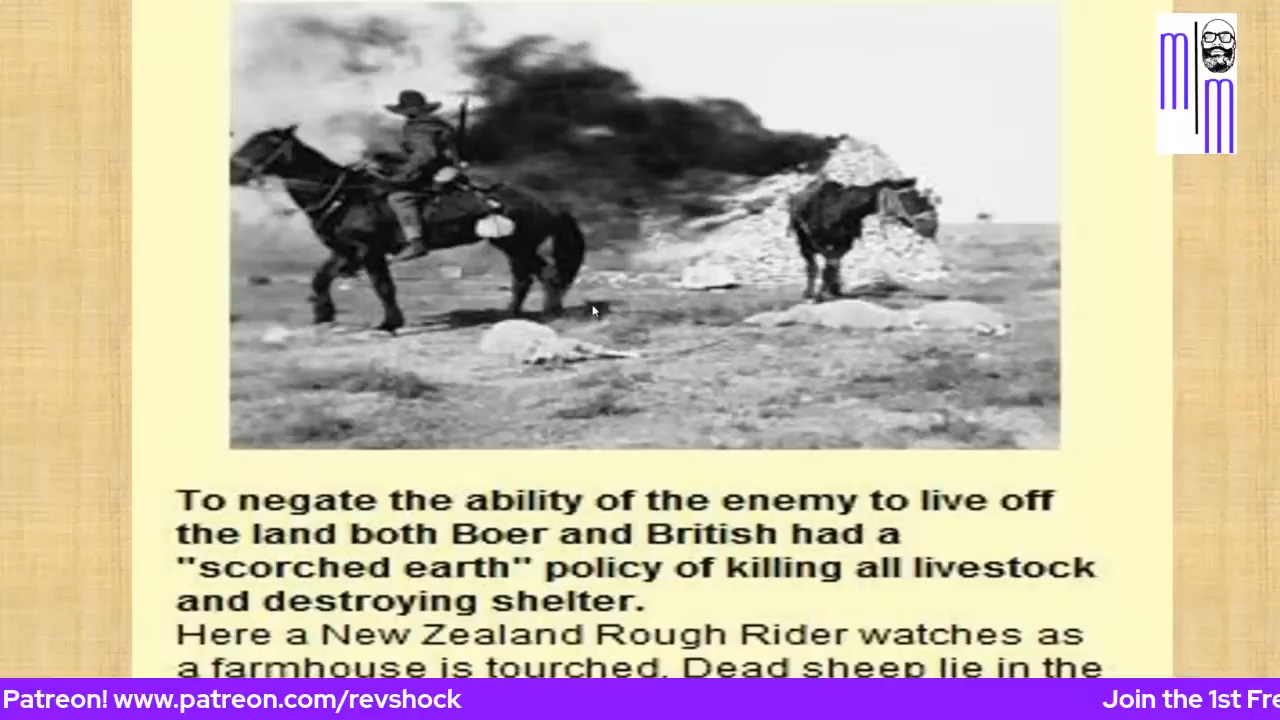 m
m
To negate the ability of the enemy to live off
the land both Boer and British had a
"scorched earth" policy of killing all livestock
and destroying shelter.
Here a New Zealand Rough Rider watches as
a farmhouse is tourched. Dead sheep lie in the
Patreon! www.patreon.com/revshock
Join the 1st Fre